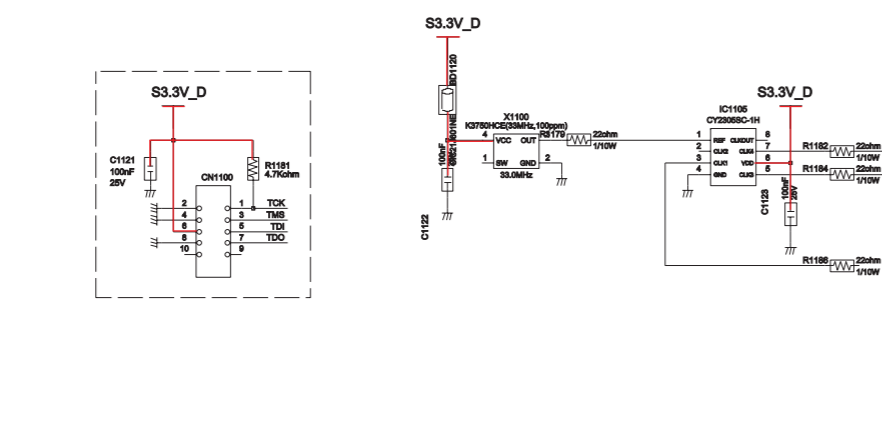 S3.3V_D
S3.3V_D
C1121
100nF
25V
R1181
4.7Kohm
CN1100
2 1 TCK
4 3 TMS
6 5 TDI
8 7 TDO
10 9
BD1120
100nF
C1122
X1100
K3750HCE(33MHz,100ppm)
4 VCC OUT
1 SW GND 2
33.0MHz
R3179
22ohm
1/10W
S3.3V_D
IC1105
CY2305SC-1H
1 REF CLKOUT 8
2 CLK2 CLK4 7
3 CLK1 VDD 6
4 GND CLK3 5
R1182
22ohm
1/10W
R1184
22ohm
1/10W
C1123
100nF
25V
R1186
22ohm
1/10W